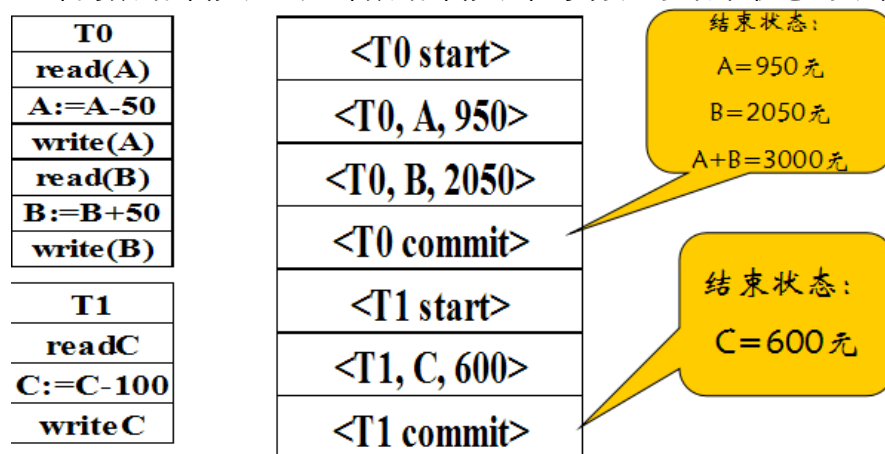 T0
read(A)
A:=A-50
write(A)
read(B)
B:=B+50
write(B)
T1
readC
C:=C-100
writeC
<T0 start>
<T0, A, 950>
<T0, B, 2050>
<T0 commit>
<T1 start>
<T1, C, 600>
<T1 commit>
结束状态:
A=950元
B=2050元
A+B=3000元
结束状态:
C=600元